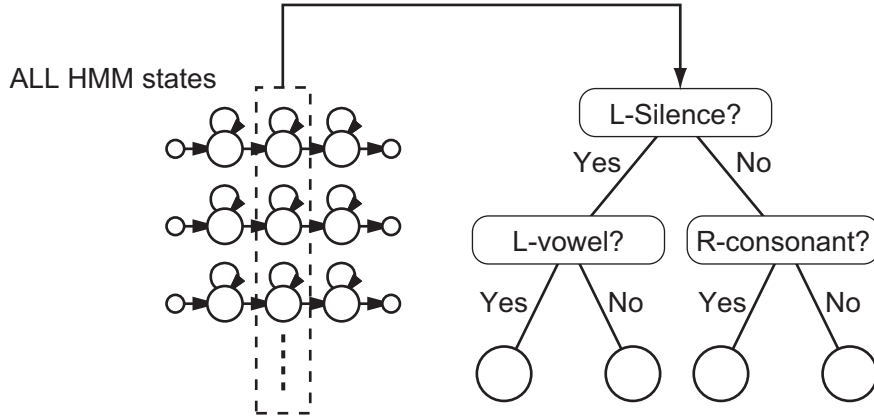 ALL HMM states
L-Silence?
Yes
No
L-vowel?
R-consonant?
Yes
No
Yes
No